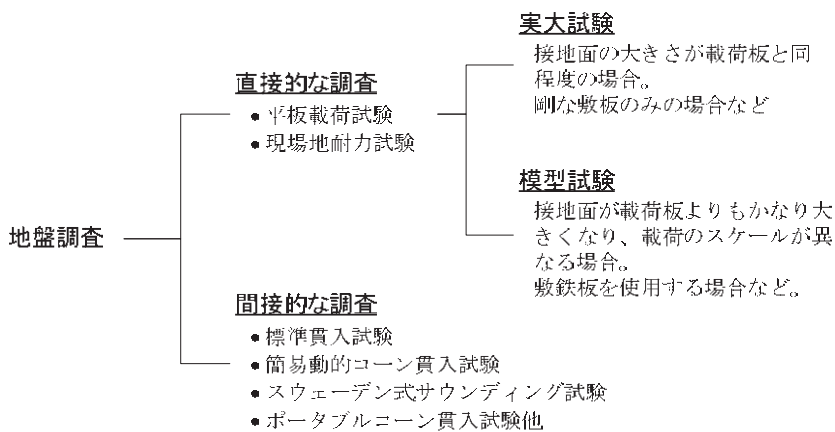 地盤調査
直接的な調査
●平板載荷試験
●現場地耐力試験
実大試験
接地面の大きさが載荷板と同
程度の場合。
剛な敷板のみの場合など
模型試験
接地面が載荷板よりもかなり大
きくなり、載荷のスケールが異
なる場合。
敷鉄板を使用する場合など。
間接的な調査
●標準貫入試験
●簡易動的コーン貫入試験
●スウェーデン式サウンディング試験
●ポータブルコーン貫入試験他